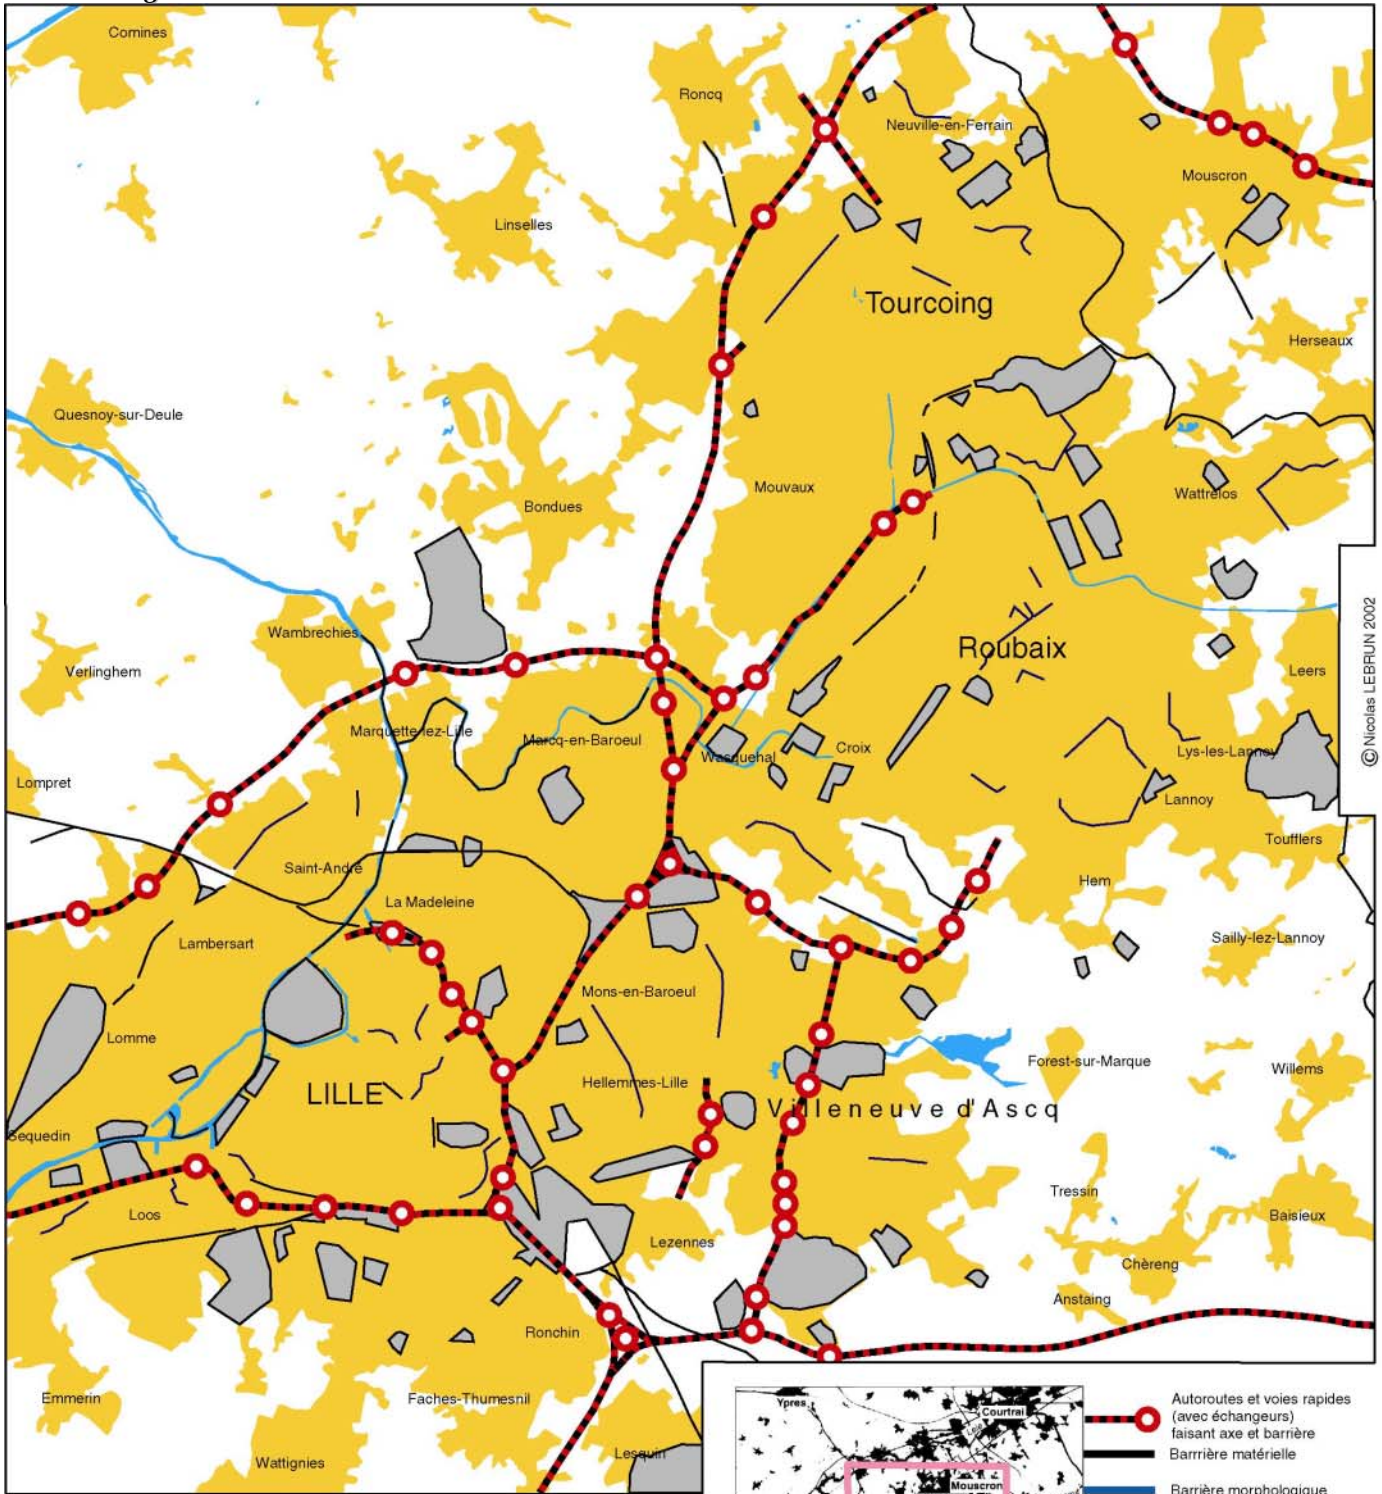 Comines
Roncq
Neuville-en-Ferrain
Mouscron
Linselles
Tourcoing
Herseaux
Quesnoy-sur-Deule
Mouvaux
Wattrelos
Bondues
Wambrechies
Roubaix
Verlinghem
Leers
Marquette-lez-Lille
Marcq-en-Baroeul
Wasquehal
Croix
Lys-les-Lannoy
Lompret
Lannoy
Toufflers
Saint-André
Hem
La Madeleine
Lambersart
Sailly-lez-Lannoy
Mons-en-Baroeul
Lomme
Forest-sur-Marque
Willems
Hellemmes-Lille
LILLE
Villeneuve d'Ascq
Sequedin
Tressin
Loos
Baisieux
Lezennes
Chèreng
Anstaing
Ronchin
Emmerin
Faches-Thumesnil
Wattignies
Lesquin
© Nicolas LEBRUN 2002
Ypres
Courtrai
Mouscron
Autoroutes et voies rapides
(avec échangeurs)
faisant axe et barrière
Barrrière matérielle
Barrière morphologique